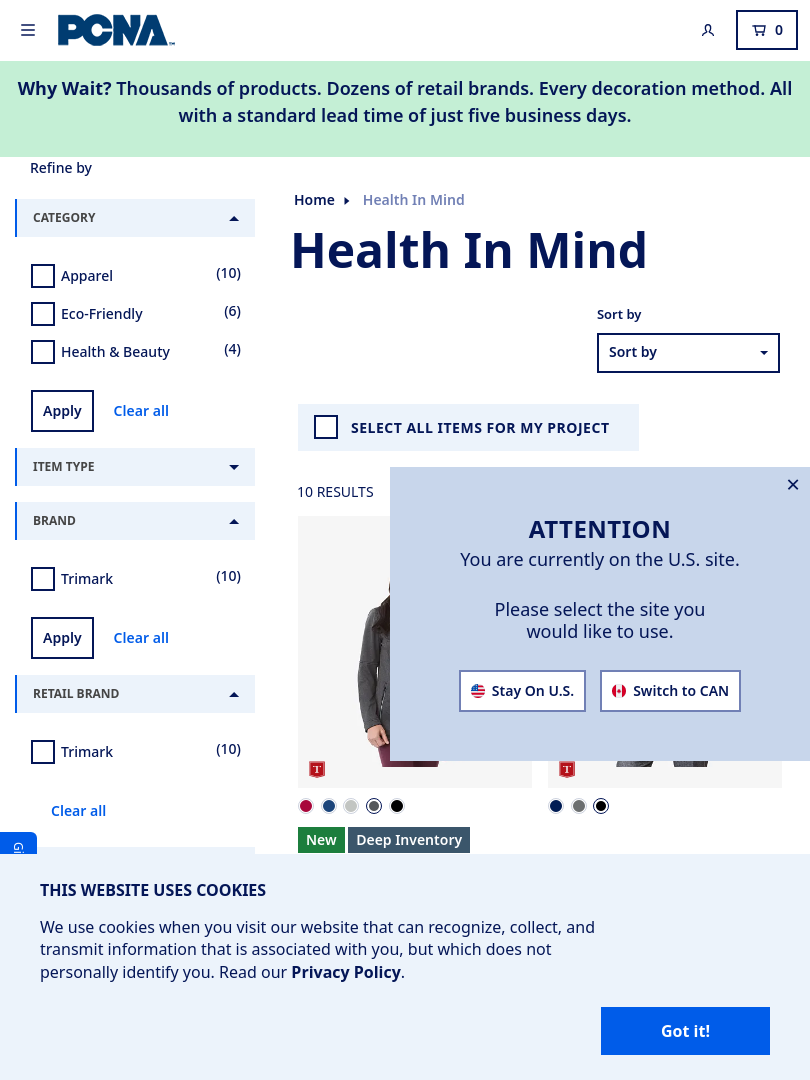 PCNA
0
Why Wait? Thousands of products. Dozens of retail brands. Every decoration method. All
with a standard lead time of just five business days.
Refine by
CATEGORY
Apparel (10)
Eco-Friendly (6)
Health & Beauty (4)
Apply Clear all
ITEM TYPE
BRAND
Trimark (10)
Apply Clear all
RETAIL BRAND
Trimark (10)
Clear all
Home Health In Mind
Health In Mind
Sort by
Sort by
SELECT ALL ITEMS FOR MY PROJECT
10 RESULTS
ATTENTION
You are currently on the U.S. site.
Please select the site you
would like to use.
Stay On U.S. Switch to CAN
T
T
New Deep Inventory
THIS WEBSITE USES COOKIES
We use cookies when you visit our website that can recognize, collect, and
transmit information that is associated with you, but which does not
personally identify you. Read our Privacy Policy.
Got it!